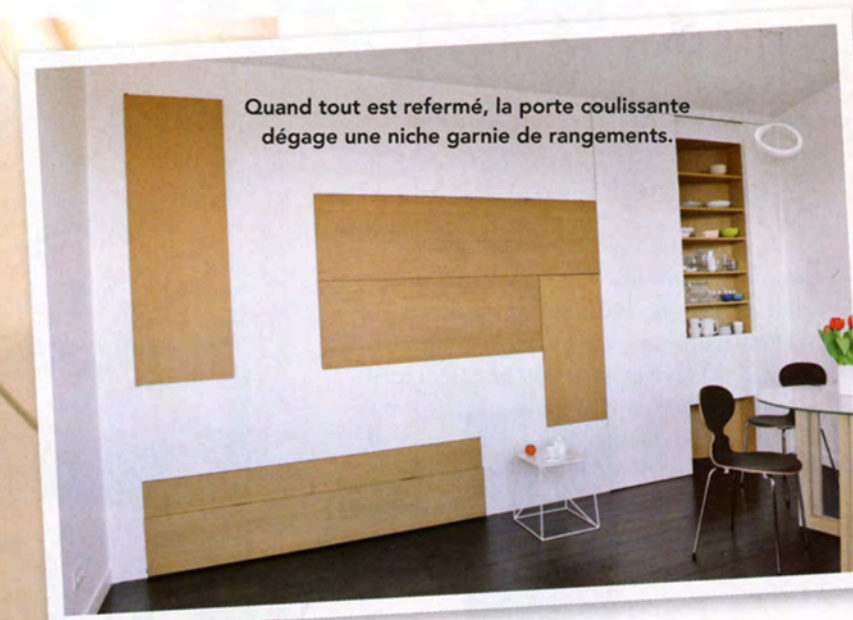 Quand tout est refermé, la porte coulissante
dégage une niche garnie de rangements.